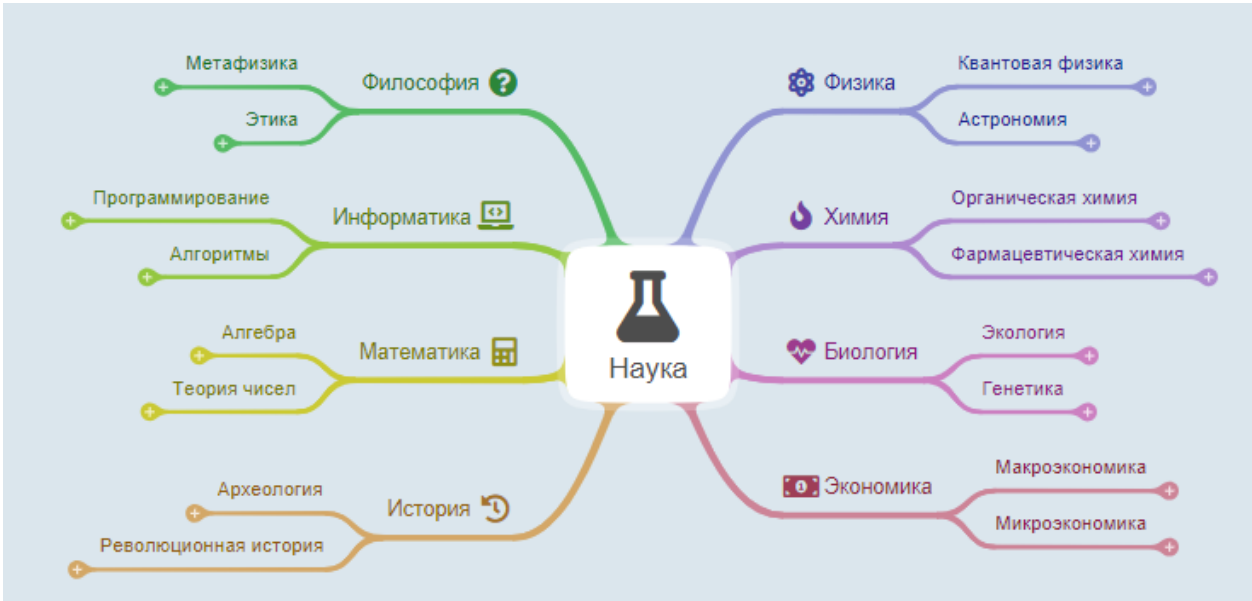 Метафизика
Философия
Этика
Программирование
Информатика
Алгоритмы
Алгебра
Математика
Теория чисел
Археология
История
Революционная история
Наука
Квантовая физика
Физика
Астрономия
Органическая химия
Химия
Фармацевтическая химия
Экология
Биология
Генетика
Макроэкономика
Экономика
Микроэкономика